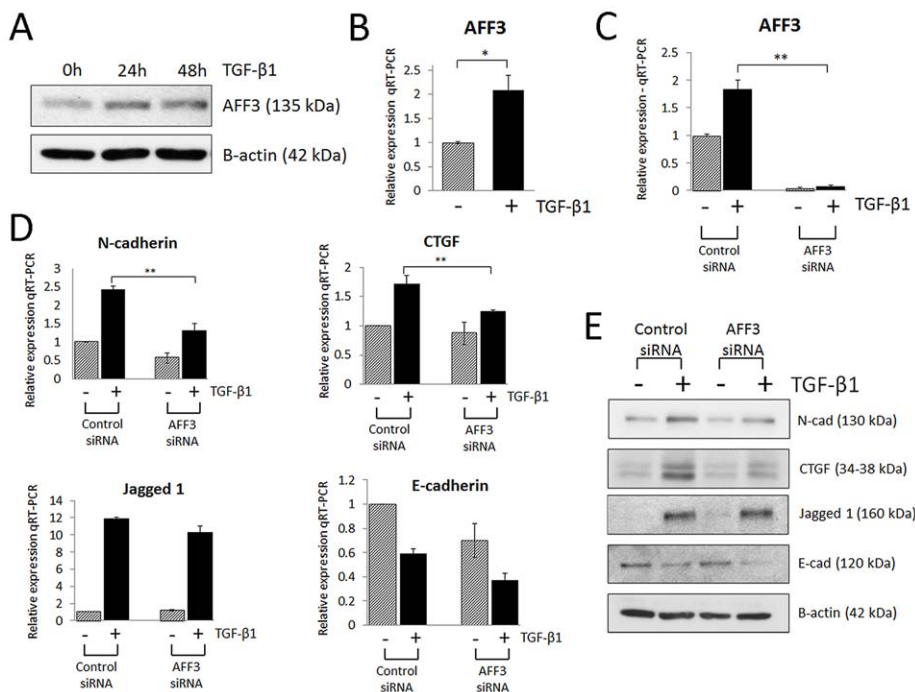 A
0h 24h 48h TGF-β1
AFF3 (135 kDa)
B-actin (42 kDa)
B
AFF3
Relative expression qRT-PCR
2.5
2
1.5
1
0.5
0
*
- + TGF-β1
C
AFF3
Relative expression - qRT-PCR
2.5
2
1.5
1
0.5
0
**
- + - + TGF-β1
Control
siRNA
AFF3
siRNA
D
N-cadherin
Relative expression qRT-PCR
3
2.5
2
1.5
1
0.5
0
**
- + - + TGF-β1
Control
siRNA
AFF3
siRNA
CTGF
Relative expression qRT-PCR
2
1.5
1
0.5
0
**
- + - + TGF-β1
Control
siRNA
AFF3
siRNA
Jagged 1
Relative expression qRT-PCR
14
12
10
8
6
4
2
0
- + - + TGF-β1
Control
siRNA
AFF3
siRNA
E-cadherin
Relative expression qRT-PCR
1
0.8
0.6
0.4
0.2
0
- + - + TGF-β1
Control
siRNA
AFF3
siRNA
E
Control
siRNA
AFF3
siRNA
- + - + TGF-β1
N-cad (130 kDa)
CTGF (34-38 kDa)
Jagged 1 (160 kDa)
E-cad (120 kDa)
B-actin (42 kDa)